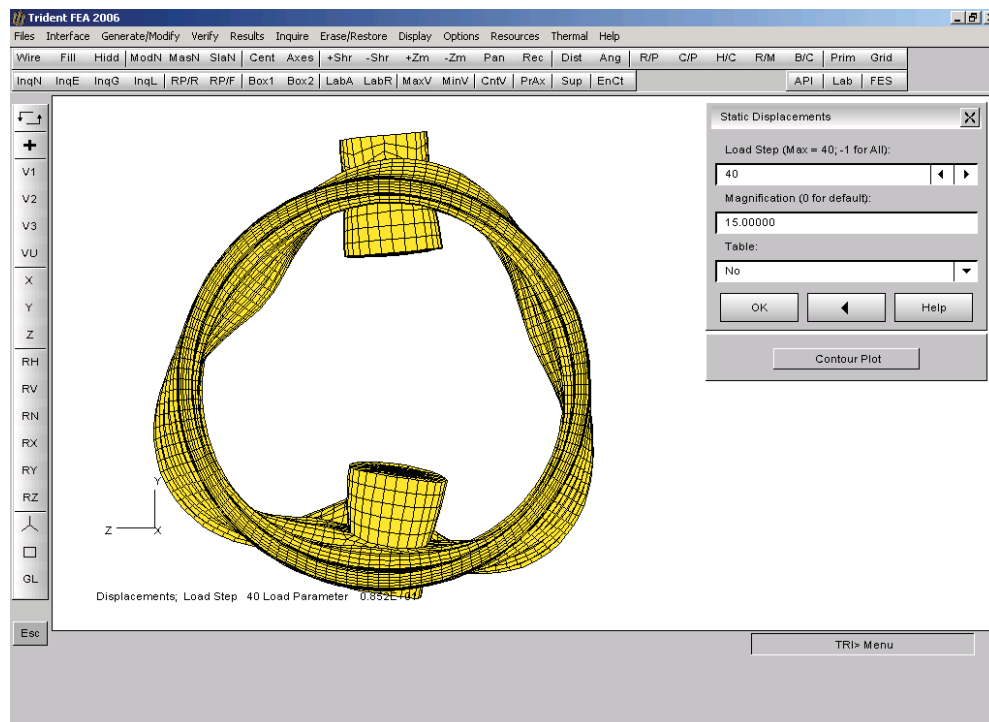 Trident FEA 2006
Files Interface Generate/Modify Verify Results Inquire Erase/Restore Display Options Resources Thermal Help
Wire Fill Hidd ModN MasN SlaN Cent Axes +Shr -Shr +Zm -Zm Pan Rec Dist Ang R/P C/P H/C R/M B/C Prim Grid
InqN InqE InqG InqL RP/R RP/F Box1 Box2 LabA LabR MaxV MinV CntV PrAx Sup EnCt API Lab FES
Static Displacements
Load Step (Max = 40; -1 for All):
40
Magnification (0 for default):
15.00000
Table:
No
OK Help
Contour Plot
V1
V2
V3
VU
X
Y
Z
RH
RV
RN
RX
RY
RZ
GL
Esc
Y
Z X
Displacements; Load Step 40 Load Parameter 0.852E+01
TRI> Menu